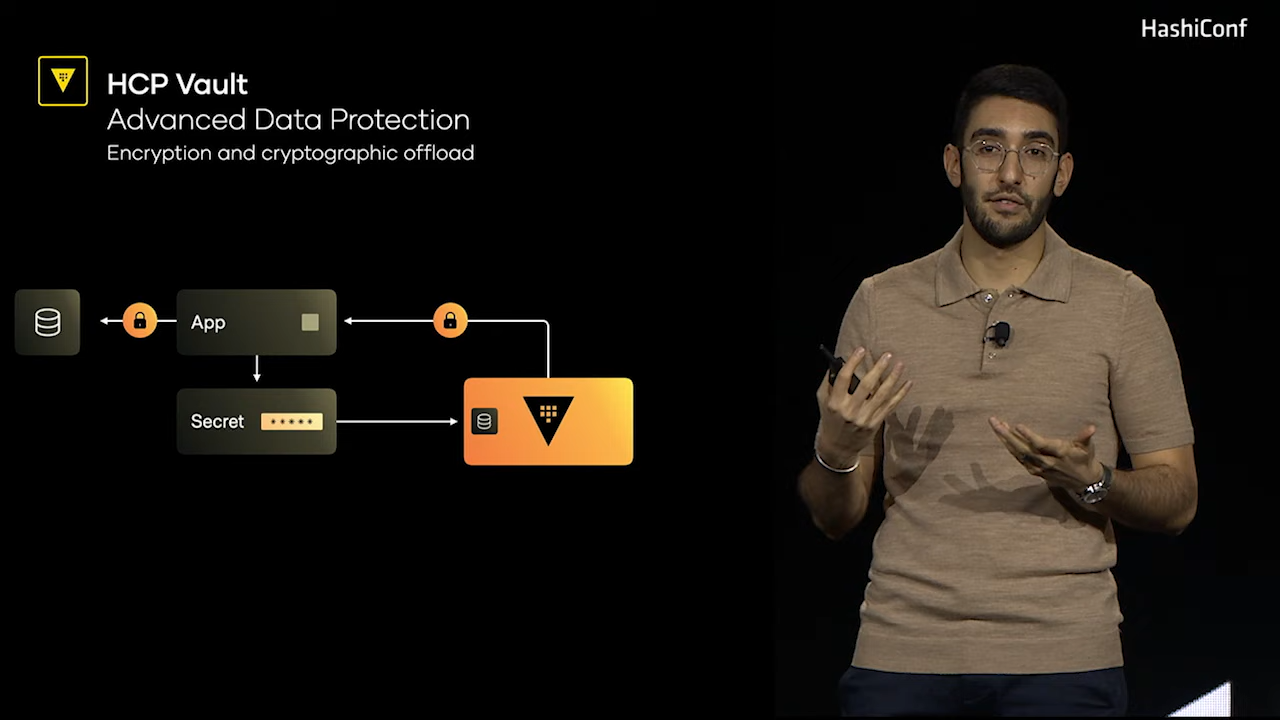 HashiConf
HCP Vault
Advanced Data Protection
Encryption and cryptographic offload
App
Secret
*****